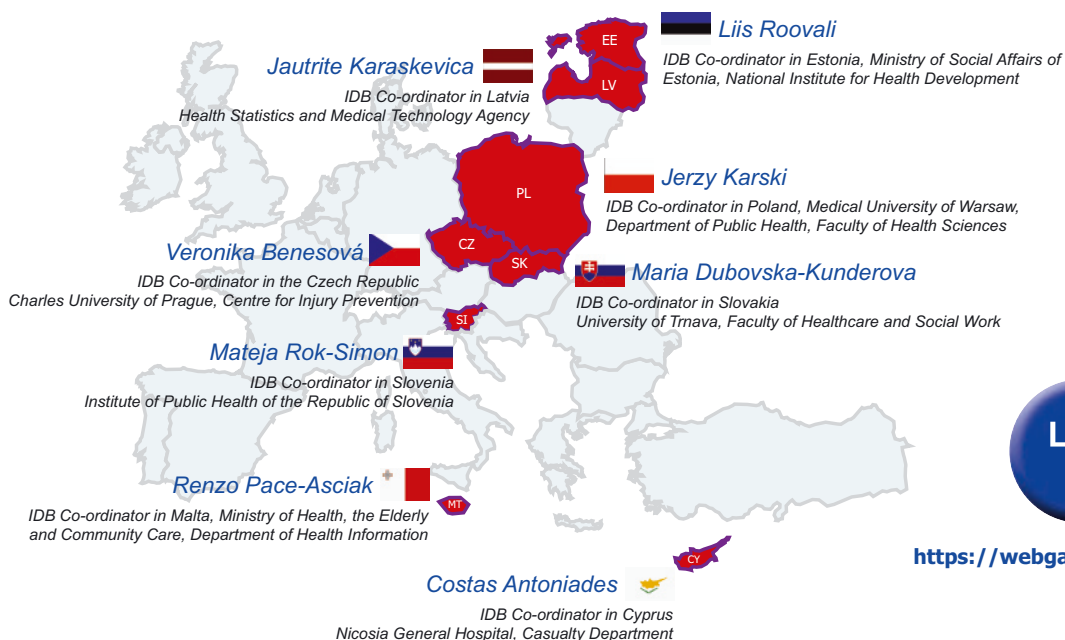 Liis Roovali
IDB Co-ordinator in Estonia, Ministry of Social Affairs of
Estonia, National Institute for Health Development
EE
Jautrite Karaskevica
IDB Co-ordinator in Latvia
Health Statistics and Medical Technology Agency
LV
PL
Jerzy Karski
IDB Co-ordinator in Poland, Medical University of Warsaw,
Department of Public Health, Faculty of Health Sciences
Veronika Benesová
IDB Co-ordinator in the Czech Republic
Charles University of Prague, Centre for Injury Prevention
CZ
SK
Maria Dubovska-Kunderova
IDB Co-ordinator in Slovakia
University of Trnava, Faculty of Healthcare and Social Work
SI
Mateja Rok-Simon
IDB Co-ordinator in Slovenia
Institute of Public Health of the Republic of Slovenia
L
Renzo Pace-Asciak
IDB Co-ordinator in Malta, Ministry of Health, the Elderly
and Community Care, Department of Health Information
MT
https://webga
CY
Costas Antoniades
IDB Co-ordinator in Cyprus
Nicosia General Hospital, Casualty Department